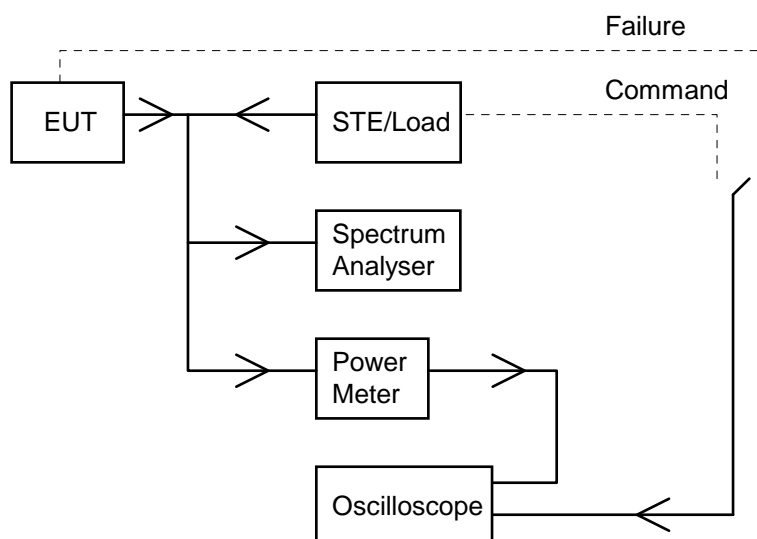 Failure
Command
EUT
STE/Load
Spectrum
Analyser
Power
Meter
Oscilloscope